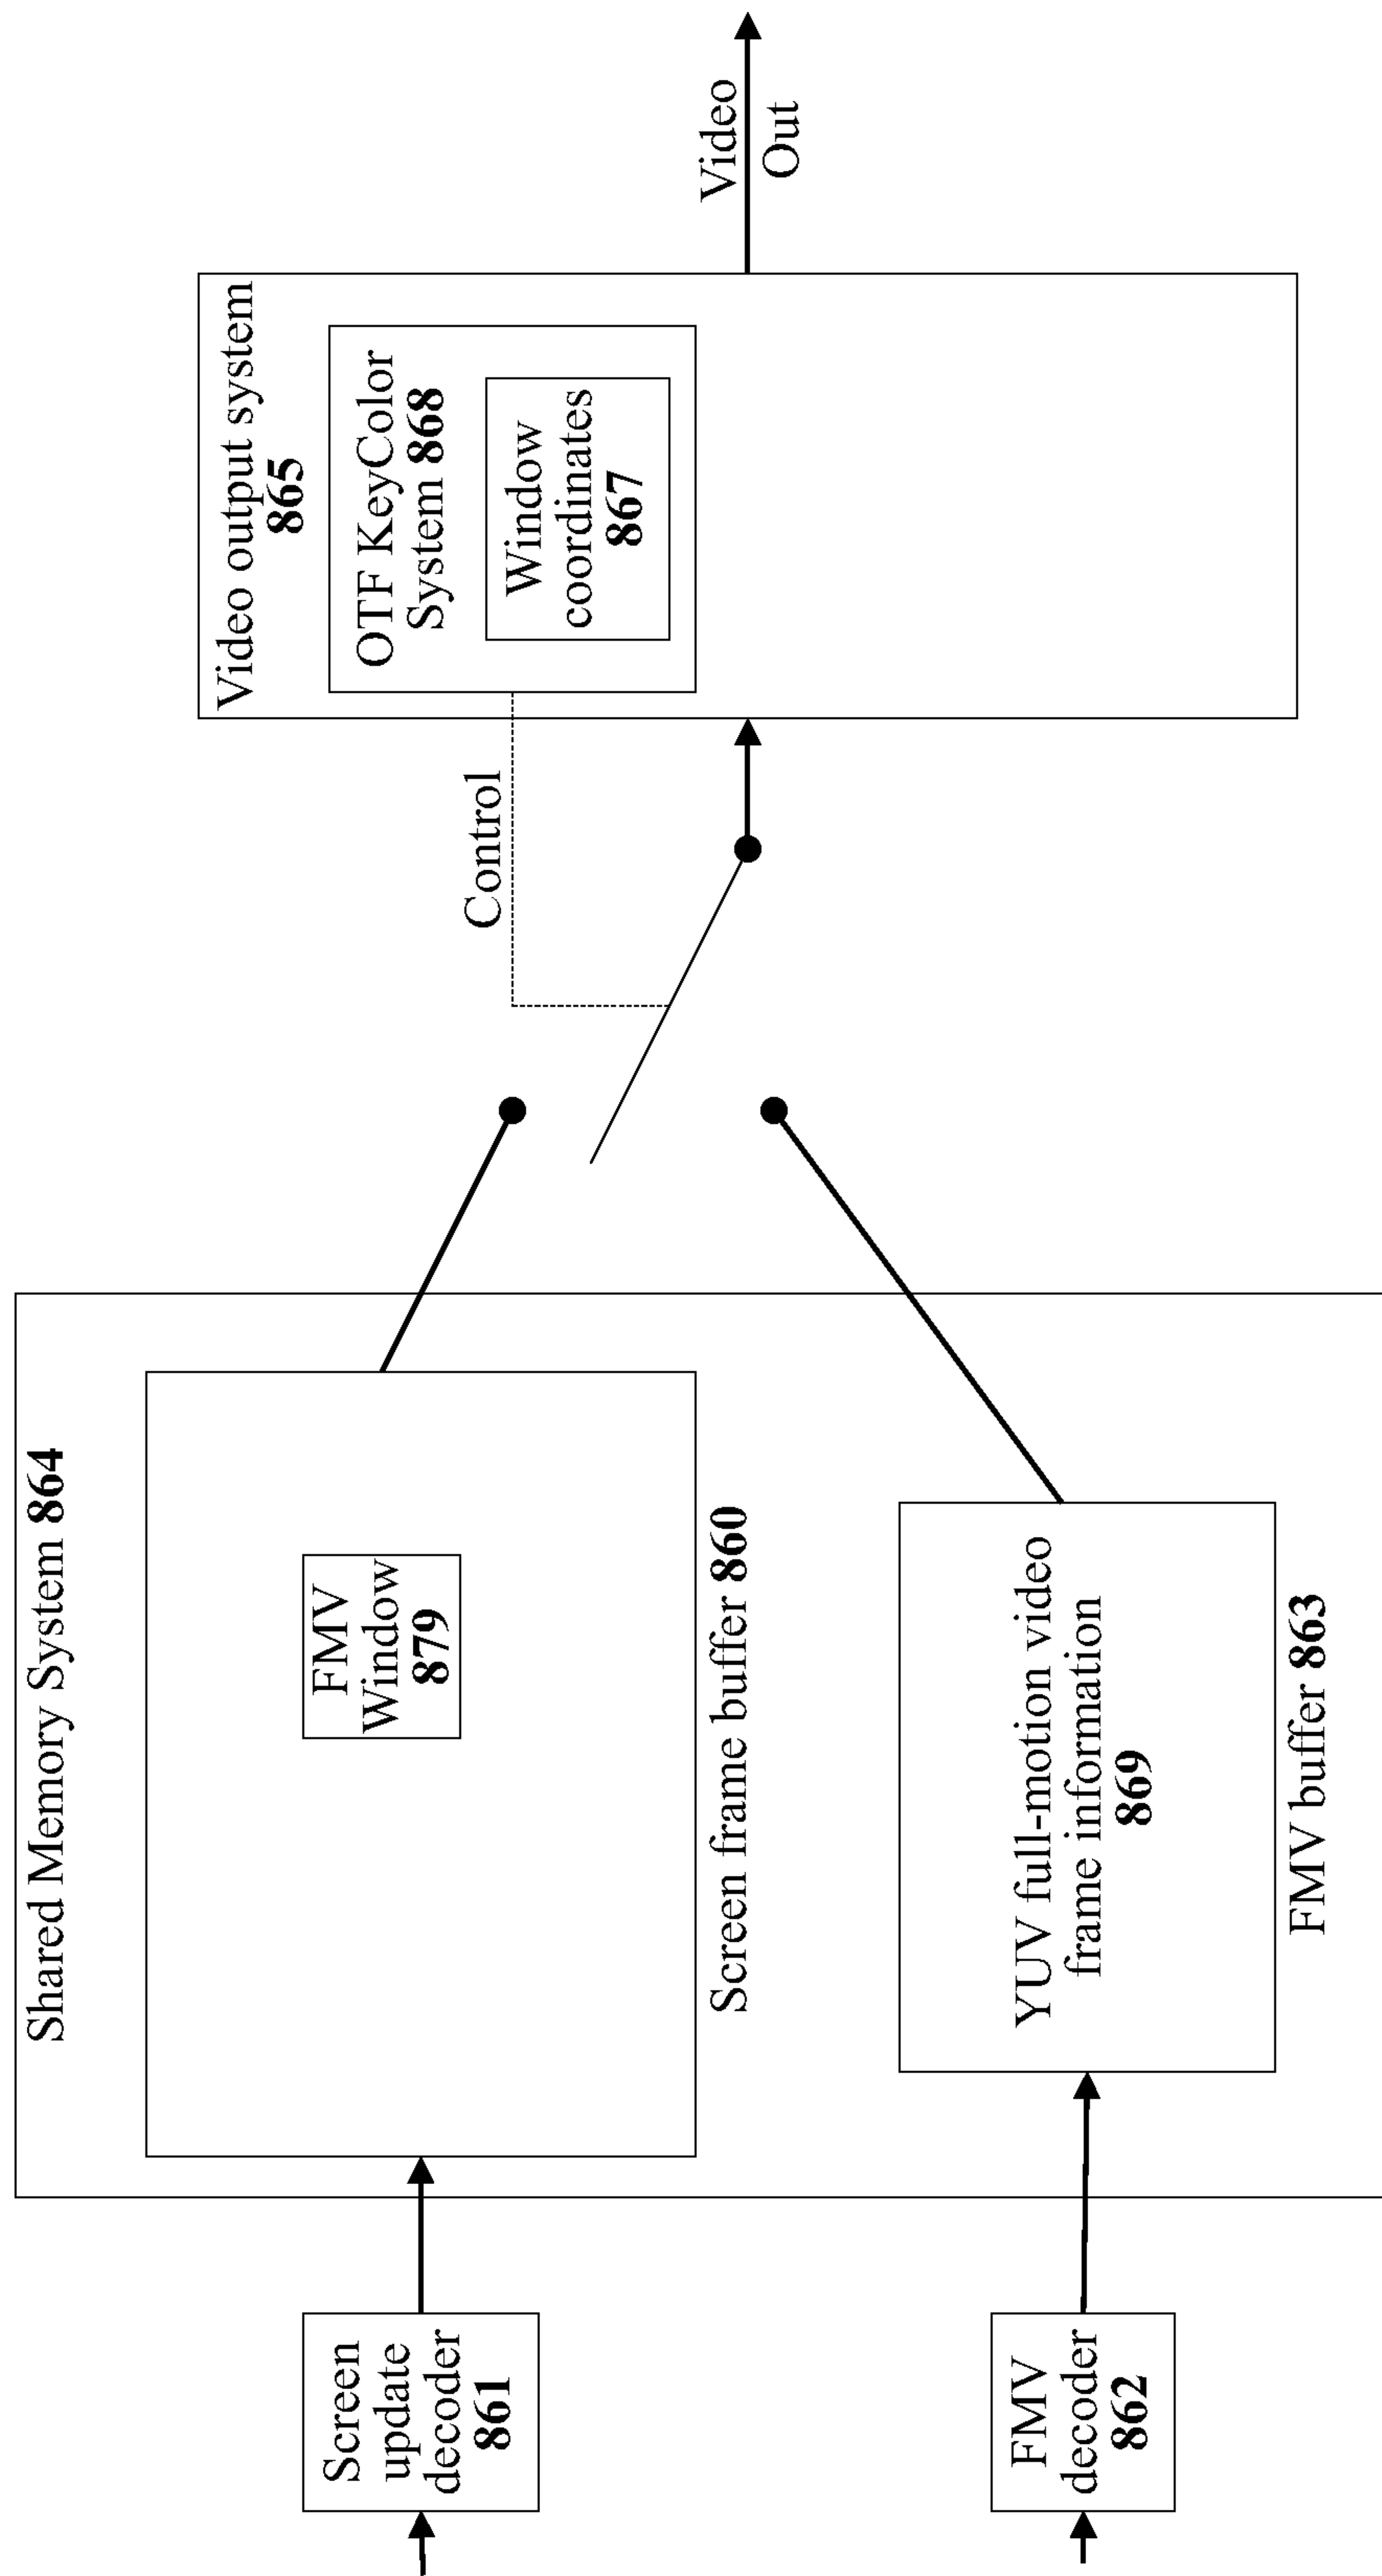 Shared Memory System 864
Screen
update
decoder
861
FMV
Window
879
Screen frame buffer 860
FMV
decoder
862
YUV full-motion video
frame information
869
FMV buffer 863
Control
Video output system
865
OTF KeyColor
System 868
Window
coordinates
867
Video
Out